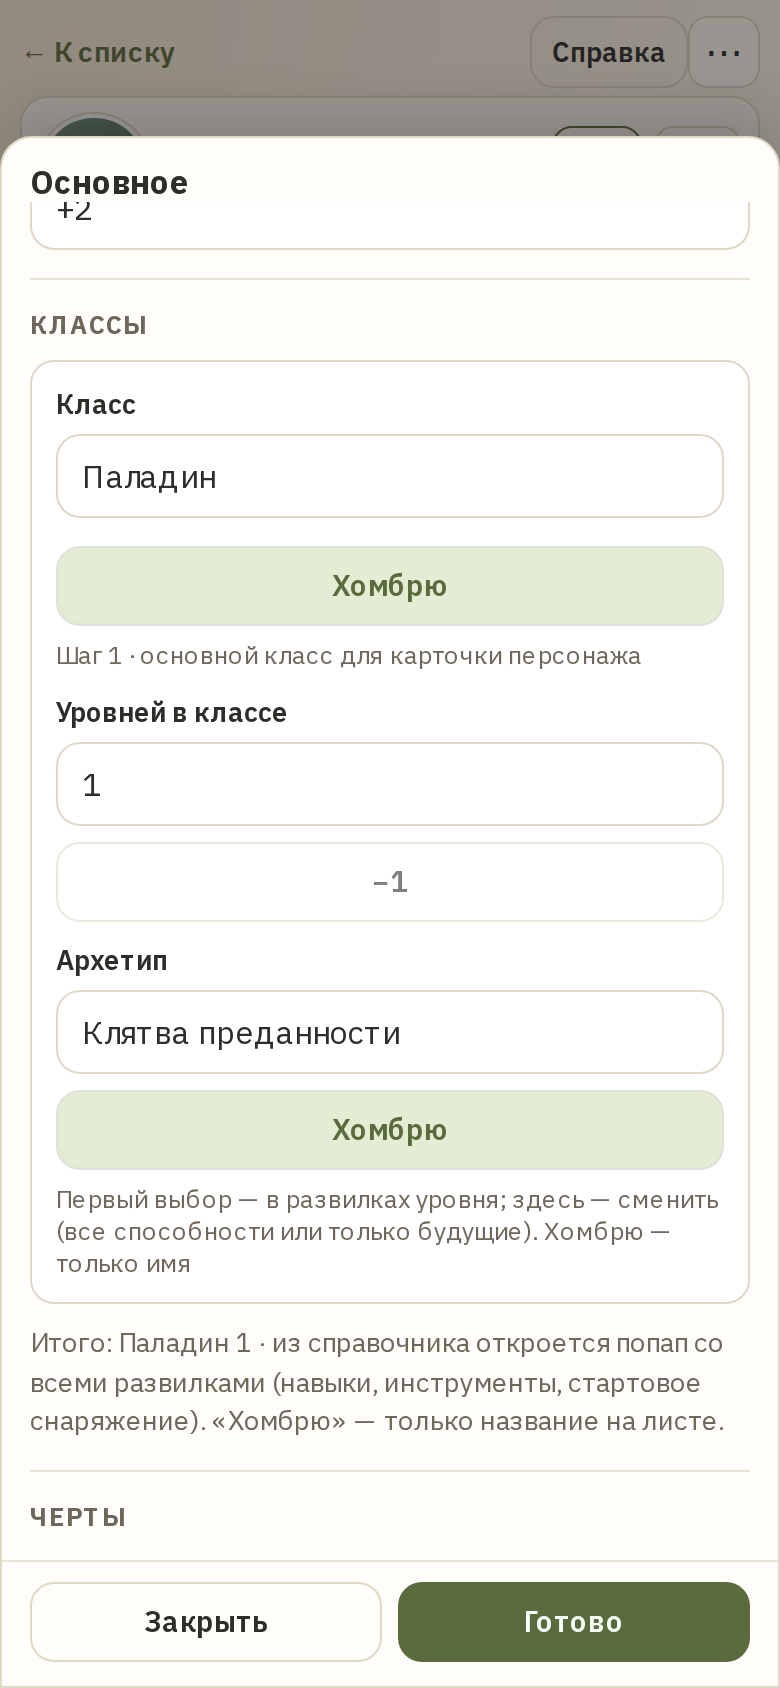 ← К списку
Справка
...
Основное
+2
КЛАССЫ
Класс
Паладин
Хомбрю
Шаг 1 · основной класс для карточки персонажа
Уровней в классе
1
−1
Архетип
Клятва преданности
Хомбрю
Первый выбор — в развилках уровня; здесь — сменить
(все способности или только будущие). Хомбрю —
только имя
Итого: Паладин 1 · из справочника откроется попап со
всеми развилками (навыки, инструменты, стартовое
снаряжение). «Хомбрю» — только название на листе.
ЧЕРТЫ
Закрыть
Готово